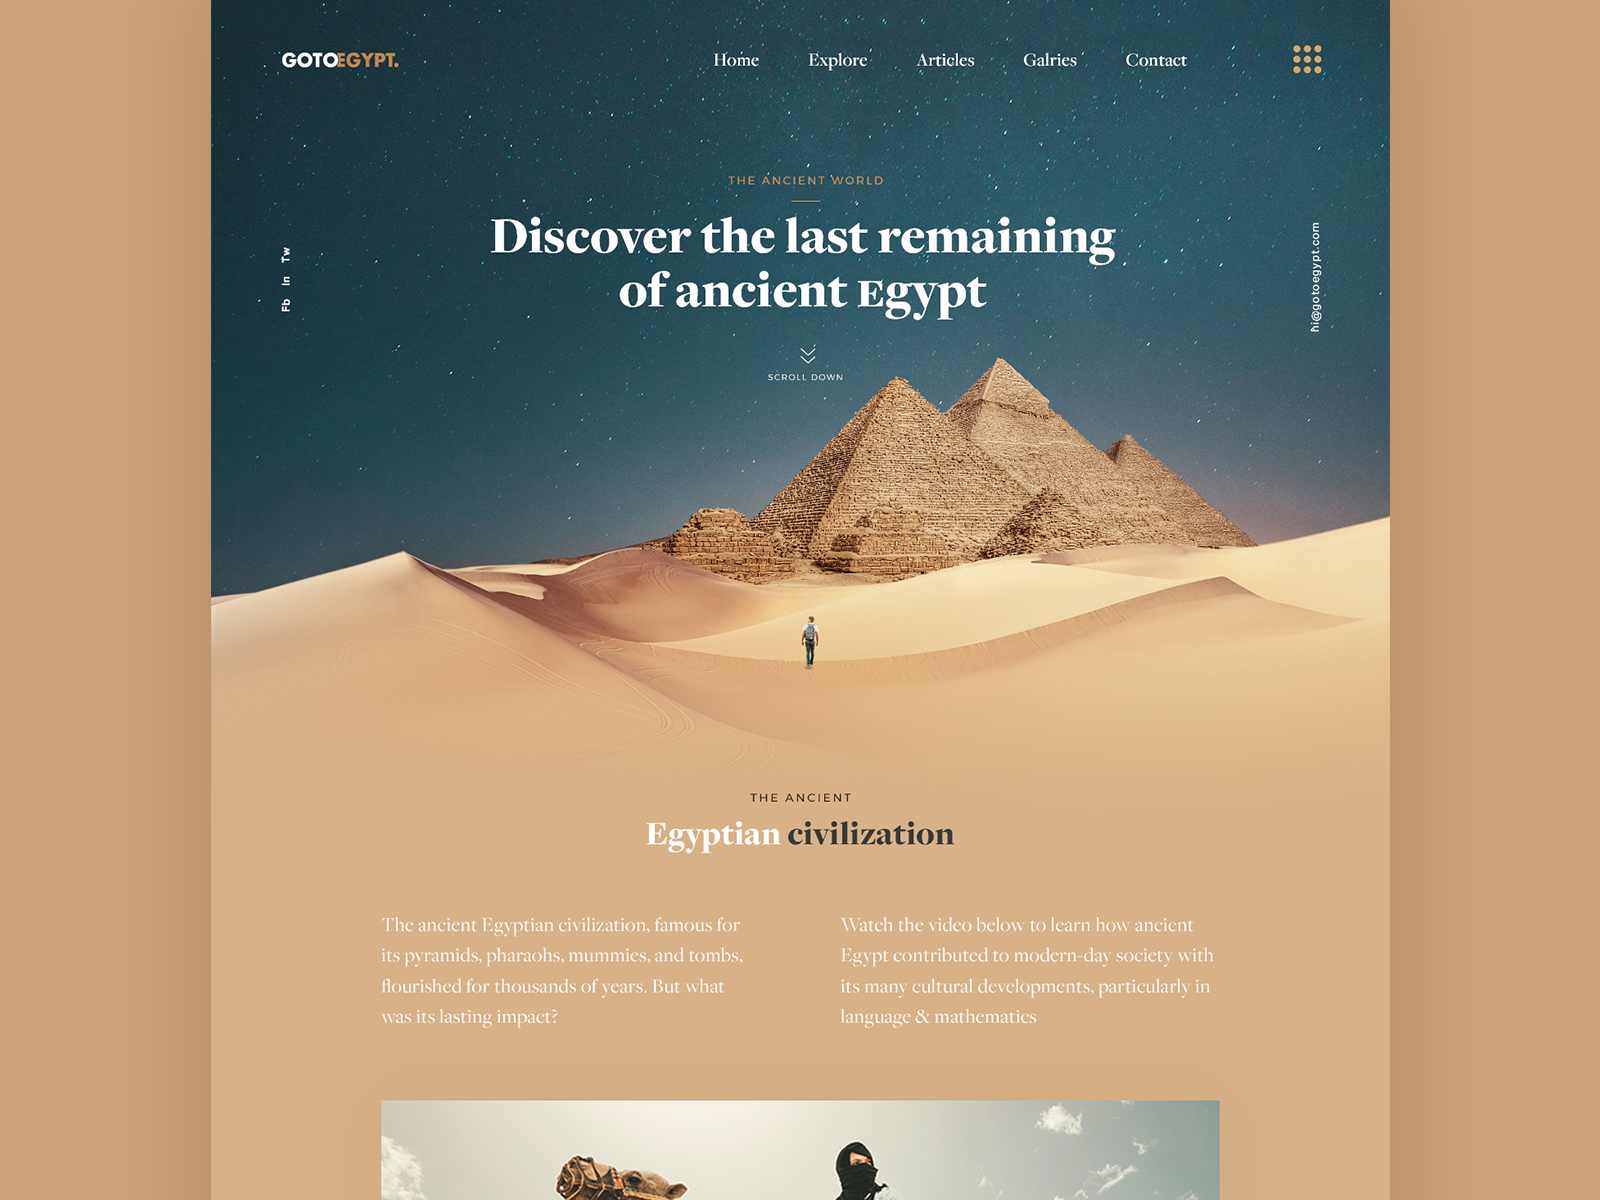 GOTOEGYPT.
Home Explore Articles Galries Contact
THE ANCIENT WORLD
Discover the last remaining
of ancient Egypt
SCROLL DOWN
Fb In Tw
hi@gotoegypt.com
THE ANCIENT
Egyptian civilization
The ancient Egyptian civilization, famous for
its pyramids, pharaohs, mummies, and tombs,
flourished for thousands of years. But what
was its lasting impact?
Watch the video below to learn how ancient
Egypt contributed to modern-day society with
its many cultural developments, particularly in
language & mathematics